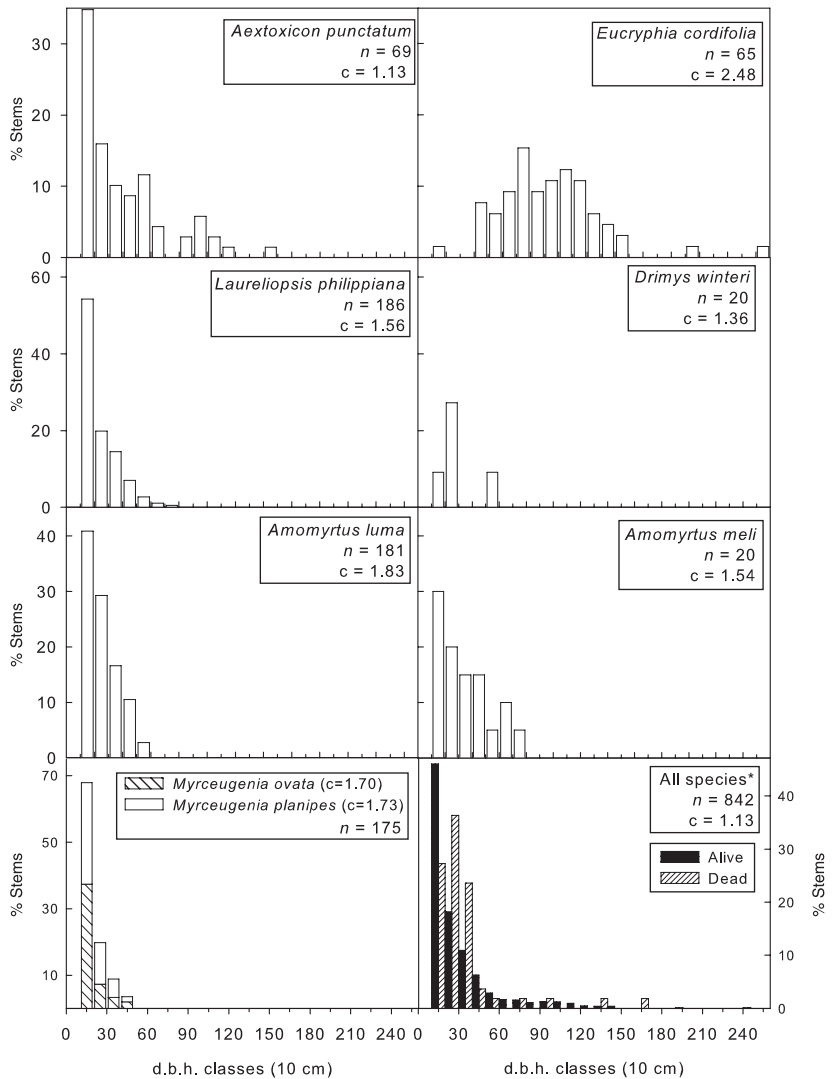 Aextoxicon punctatum
n = 69
c = 1.13
30
20
10
0
% Stems
Eucryphia cordifolia
n = 65
c = 2.48
Laureliopsis philippiana
n = 186
c = 1.56
60
40
20
0
% Stems
Drimys winteri
n = 20
c = 1.36
Amomyrtus luma
n = 181
c = 1.83
40
30
20
10
0
% Stems
Amomyrtus meli
n = 20
c = 1.54
Myrceugenia ovata (c=1.70)
Myrceugenia planipes (c=1.73)
n = 175
70
50
30
10
% Stems
0 30 60 90 120 150 180 210 240
d.b.h. classes (10 cm)
All species*
n = 842
c = 1.13
Alive
Dead
40
30
20
10
0
% Stems
0 30 60 90 120 150 180 210 240
d.b.h. classes (10 cm)